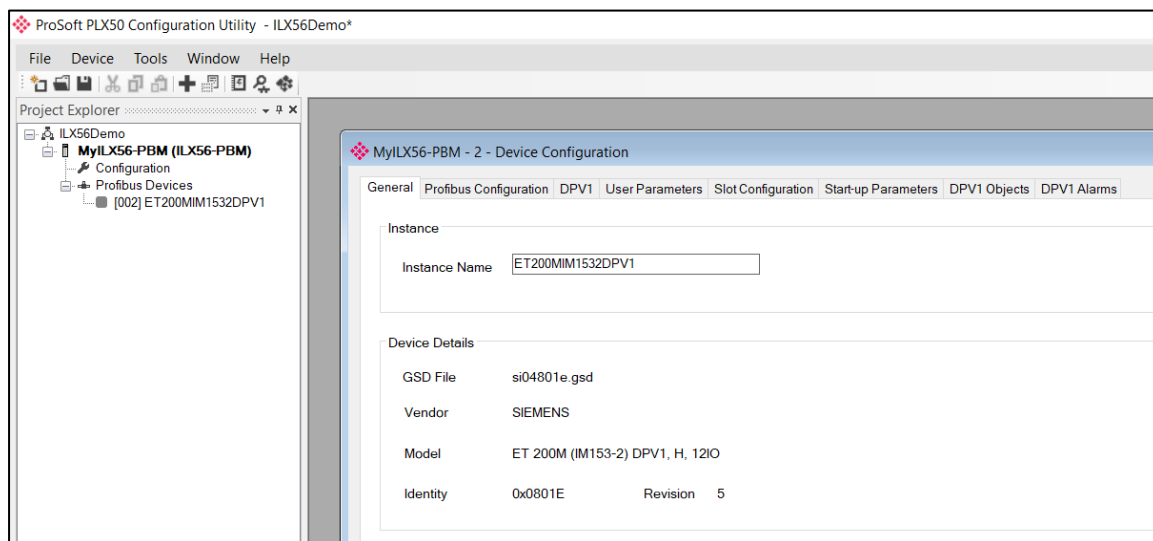 ProSoft PLX50 Configuration Utility - ILX56Demo*
File Device Tools Window Help
Project Explorer
ILX56Demo
MyILX56-PBM (ILX56-PBM)
Configuration
Profibus Devices
[002] ET200MIM1532DPV1
MyILX56-PBM - 2 - Device Configuration
General Profibus Configuration DPV1 User Parameters Slot Configuration Start-up Parameters DPV1 Objects DPV1 Alarms
Instance
Instance Name ET200MIM1532DPV1
Device Details
GSD File si04801e.gsd
Vendor SIEMENS
Model ET 200M (IM153-2) DPV1, H, 12IO
Identity 0x0801E Revision 5